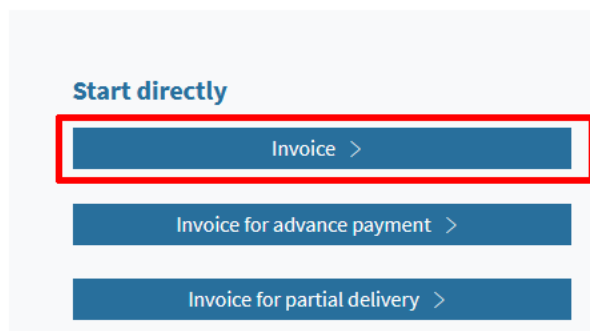 Start directly
Invoice >
Invoice for advance payment >
Invoice for partial delivery >